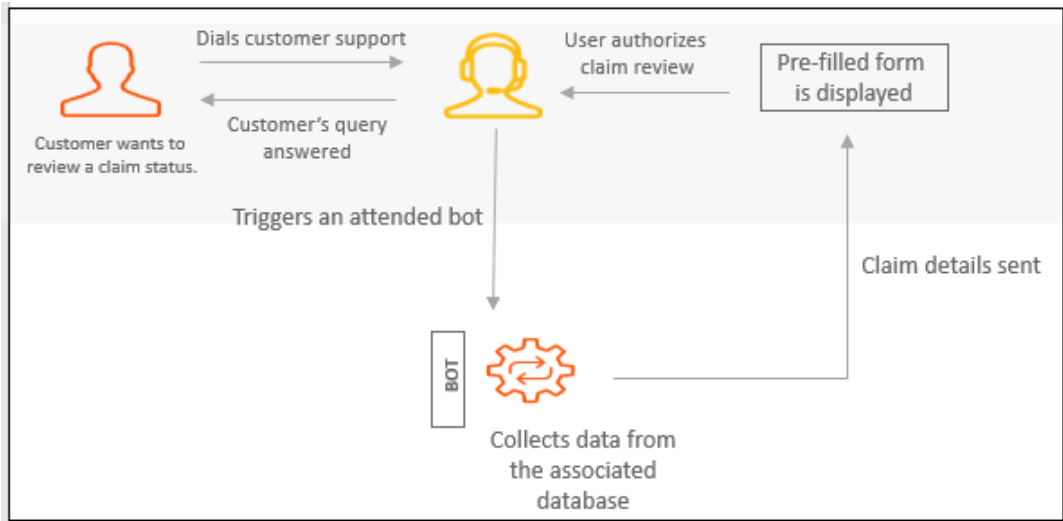 Dials customer support
User authorizes
claim review
Pre-filled form
is displayed
Customer's query
answered
Customer wants to
review a claim status.
Triggers an attended bot
Claim details sent
BOT
Collects data from
the associated
database